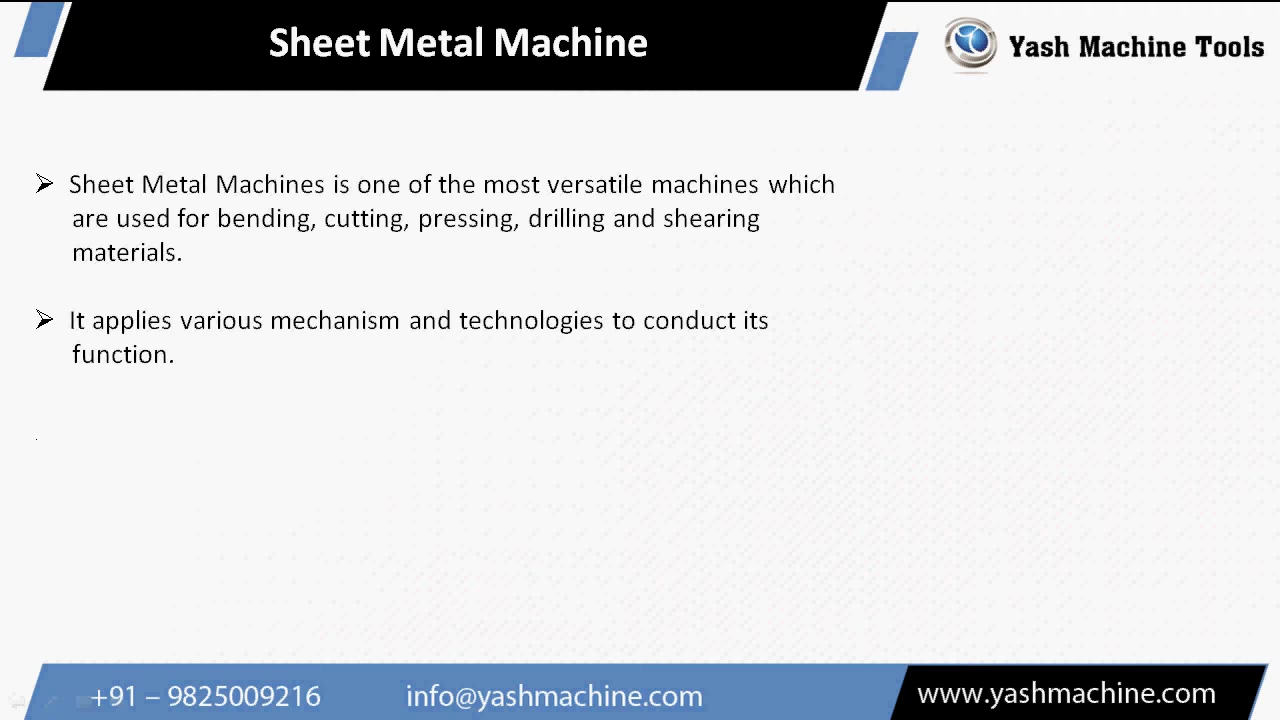 Sheet Metal Machine
Yash Machine Tools
➢ Sheet Metal Machines is one of the most versatile machines which
are used for bending, cutting, pressing, drilling and shearing
materials.
➢ It applies various mechanism and technologies to conduct its
function.
+91 – 9825009216
info@yashmachine.com
www.yashmachine.com